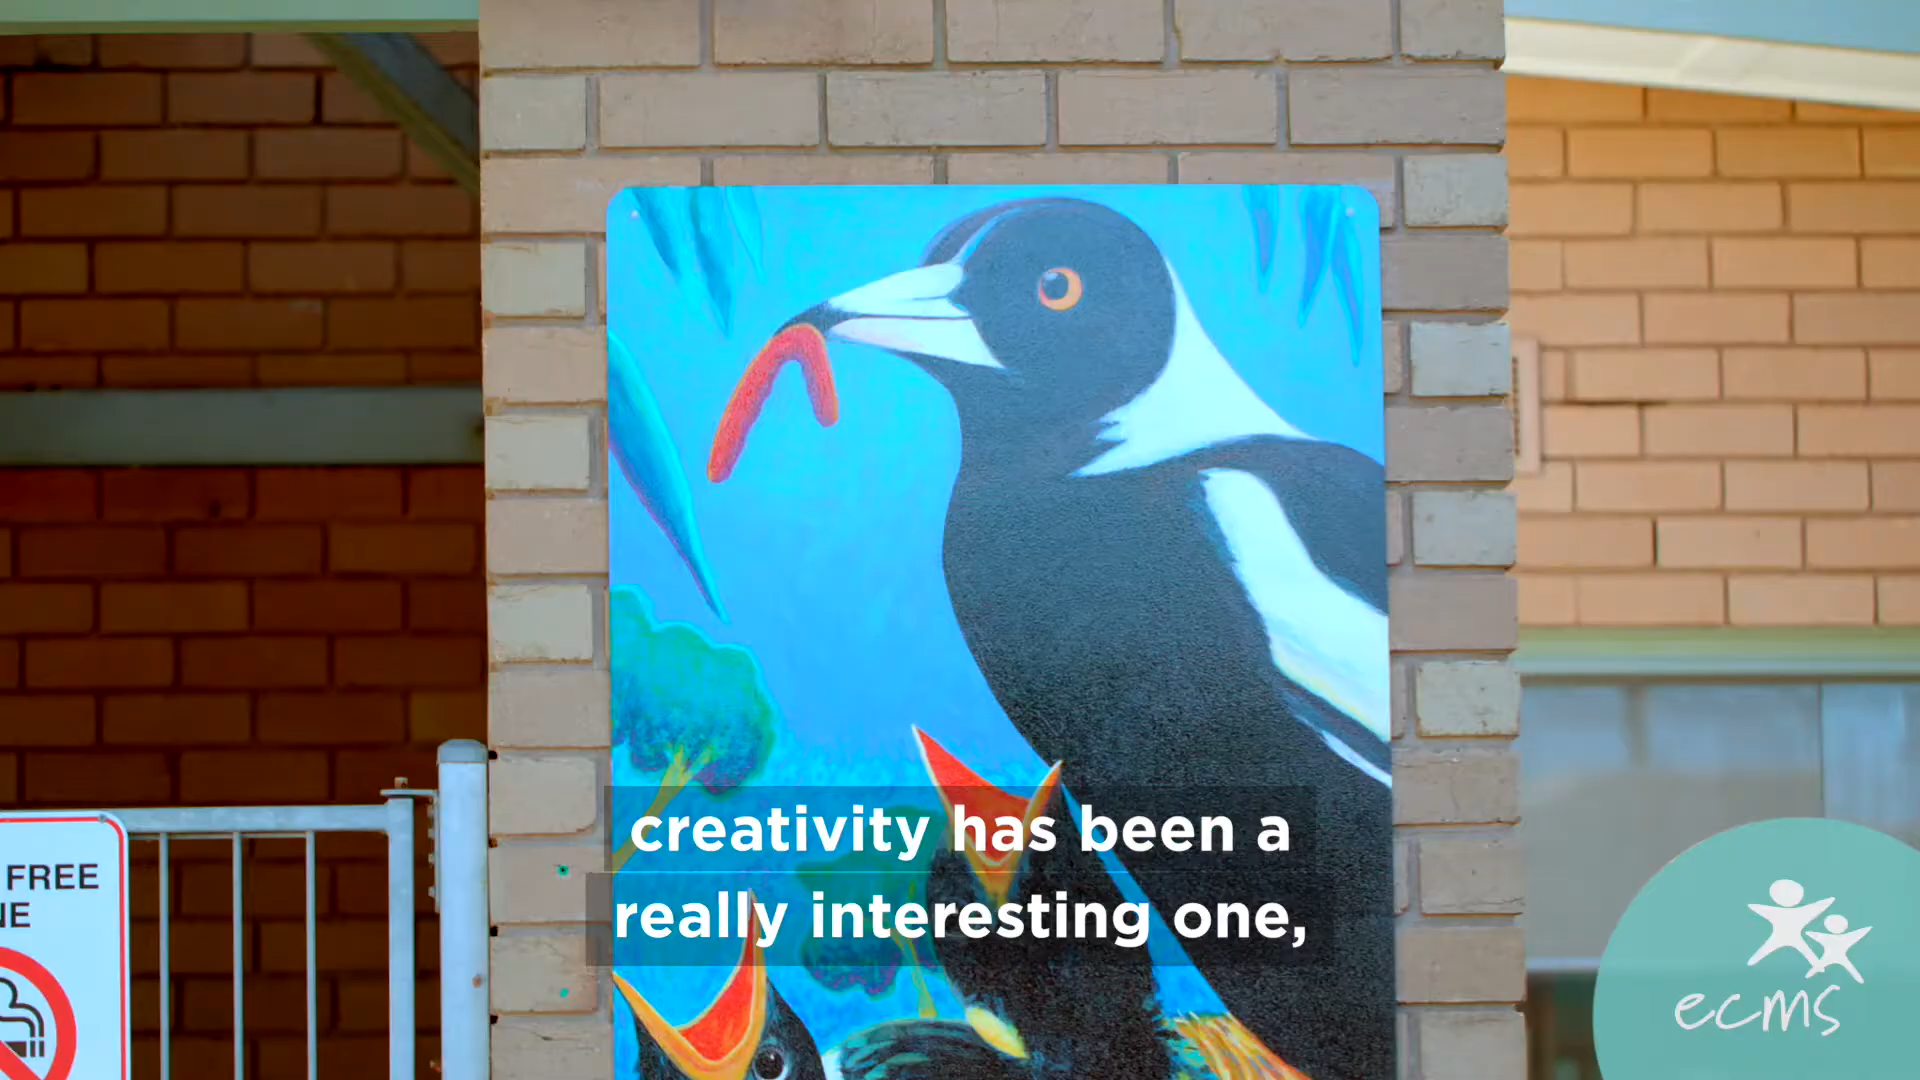 creativity has been a
really interesting one,
FREE
NE
ecms